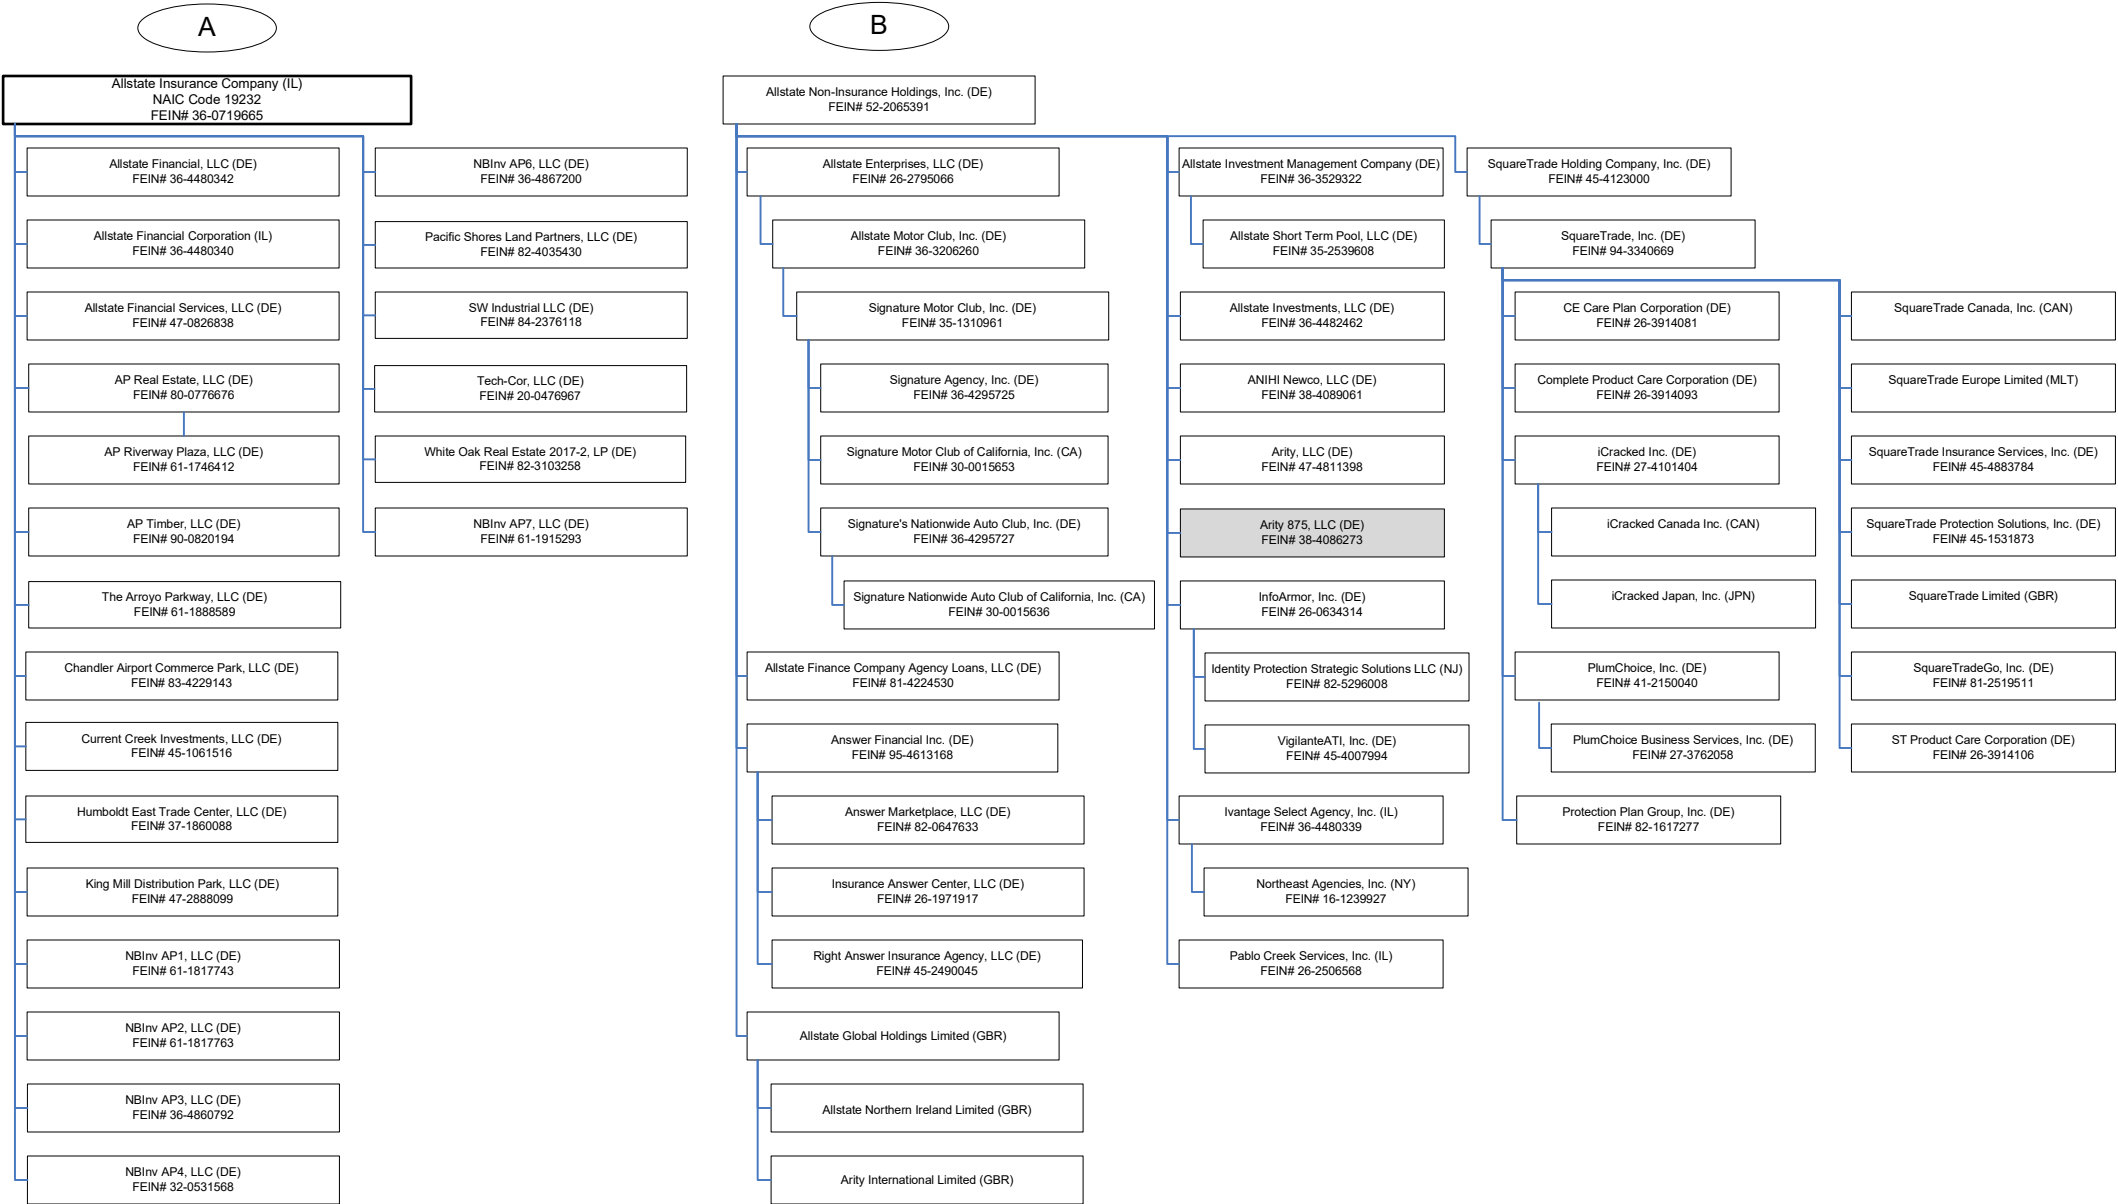 A
Allstate Insurance Company (IL)
NAIC Code 19232
FEIN# 36-0719665
Allstate Financial, LLC (DE)
FEIN# 36-4480342
Allstate Financial Corporation (IL)
FEIN# 36-4480340
Allstate Financial Services, LLC (DE)
FEIN# 47-0826838
AP Real Estate, LLC (DE)
FEIN# 80-0776676
AP Riverway Plaza, LLC (DE)
FEIN# 61-1746412
AP Timber, LLC (DE)
FEIN# 90-0820194
The Arroyo Parkway, LLC (DE)
FEIN# 61-1888589
Chandler Airport Commerce Park, LLC (DE)
FEIN# 83-4229143
Current Creek Investments, LLC (DE)
FEIN# 45-1061516
Humboldt East Trade Center, LLC (DE)
FEIN# 37-1860088
King Mill Distribution Park, LLC (DE)
FEIN# 47-2888099
NBInv AP1, LLC (DE)
FEIN# 61-1817743
NBInv AP2, LLC (DE)
FEIN# 61-1817763
NBInv AP3, LLC (DE)
FEIN# 36-4860792
NBInv AP4, LLC (DE)
FEIN# 32-0531568
NBInv AP6, LLC (DE)
FEIN# 36-4867200
Pacific Shores Land Partners, LLC (DE)
FEIN# 82-4035430
SW Industrial LLC (DE)
FEIN# 84-2376118
Tech-Cor, LLC (DE)
FEIN# 20-0476967
White Oak Real Estate 2017-2, LP (DE)
FEIN# 82-3103258
NBInv AP7, LLC (DE)
FEIN# 61-1915293
B
Allstate Non-Insurance Holdings, Inc. (DE)
FEIN# 52-2065391
Allstate Enterprises, LLC (DE)
FEIN# 26-2795066
Allstate Motor Club, Inc. (DE)
FEIN# 36-3206260
Signature Motor Club, Inc. (DE)
FEIN# 35-1310961
Signature Agency, Inc. (DE)
FEIN# 36-4295725
Signature Motor Club of California, Inc. (CA)
FEIN# 30-0015653
Signature's Nationwide Auto Club, Inc. (DE)
FEIN# 36-4295727
Signature Nationwide Auto Club of California, Inc. (CA)
FEIN# 30-0015636
Allstate Finance Company Agency Loans, LLC (DE)
FEIN# 81-4224530
Answer Financial Inc. (DE)
FEIN# 95-4613168
Answer Marketplace, LLC (DE)
FEIN# 82-0647633
Insurance Answer Center, LLC (DE)
FEIN# 26-1971917
Right Answer Insurance Agency, LLC (DE)
FEIN# 45-2490045
Allstate Global Holdings Limited (GBR)
Allstate Northern Ireland Limited (GBR)
Arity International Limited (GBR)
Allstate Investment Management Company (DE)
FEIN# 36-3529322
Allstate Short Term Pool, LLC (DE)
FEIN# 35-2539608
Allstate Investments, LLC (DE)
FEIN# 36-4482462
ANIHI Newco, LLC (DE)
FEIN# 38-4089061
Arity, LLC (DE)
FEIN# 47-4811398
Arity 875, LLC (DE)
FEIN# 38-4086273
InfoArmor, Inc. (DE)
FEIN# 26-0634314
Identity Protection Strategic Solutions LLC (NJ)
FEIN# 82-5296008
VigilanteATI, Inc. (DE)
FEIN# 45-4007994
Ivantage Select Agency, Inc. (IL)
FEIN# 36-4480339
Northeast Agencies, Inc. (NY)
FEIN# 16-1239927
Pablo Creek Services, Inc. (IL)
FEIN# 26-2506568
SquareTrade Holding Company, Inc. (DE)
FEIN# 45-4123000
SquareTrade, Inc. (DE)
FEIN# 94-3340669
CE Care Plan Corporation (DE)
FEIN# 26-3914081
Complete Product Care Corporation (DE)
FEIN# 26-3914093
iCracked Inc. (DE)
FEIN# 27-4101404
iCracked Canada Inc. (CAN)
iCracked Japan, Inc. (JPN)
PlumChoice, Inc. (DE)
FEIN# 41-2150040
PlumChoice Business Services, Inc. (DE)
FEIN# 27-3762058
Protection Plan Group, Inc. (DE)
FEIN# 82-1617277
SquareTrade Canada, Inc. (CAN)
SquareTrade Europe Limited (MLT)
SquareTrade Insurance Services, Inc. (DE)
FEIN# 45-4883784
SquareTrade Protection Solutions, Inc. (DE)
FEIN# 45-1531873
SquareTrade Limited (GBR)
SquareTradeGo, Inc. (DE)
FEIN# 81-2519511
ST Product Care Corporation (DE)
FEIN# 26-3914106